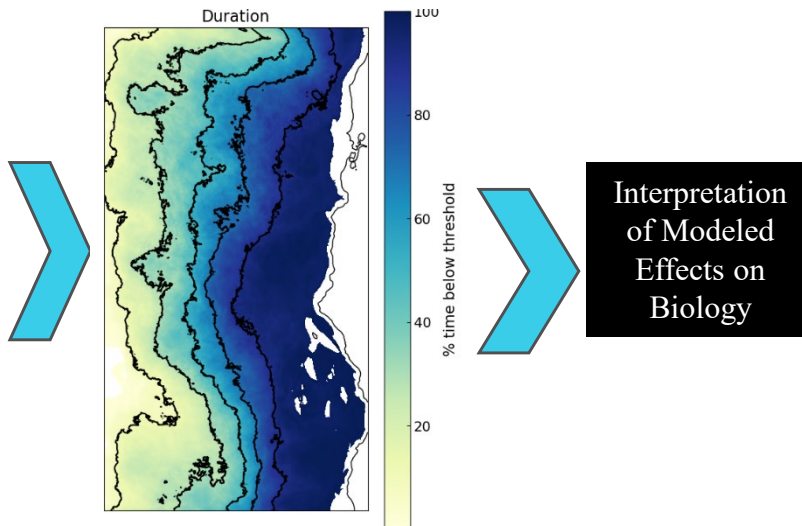 Duration
100
80
60
40
20
% time below threshold
Interpretation
of Modeled
Effects on
Biology